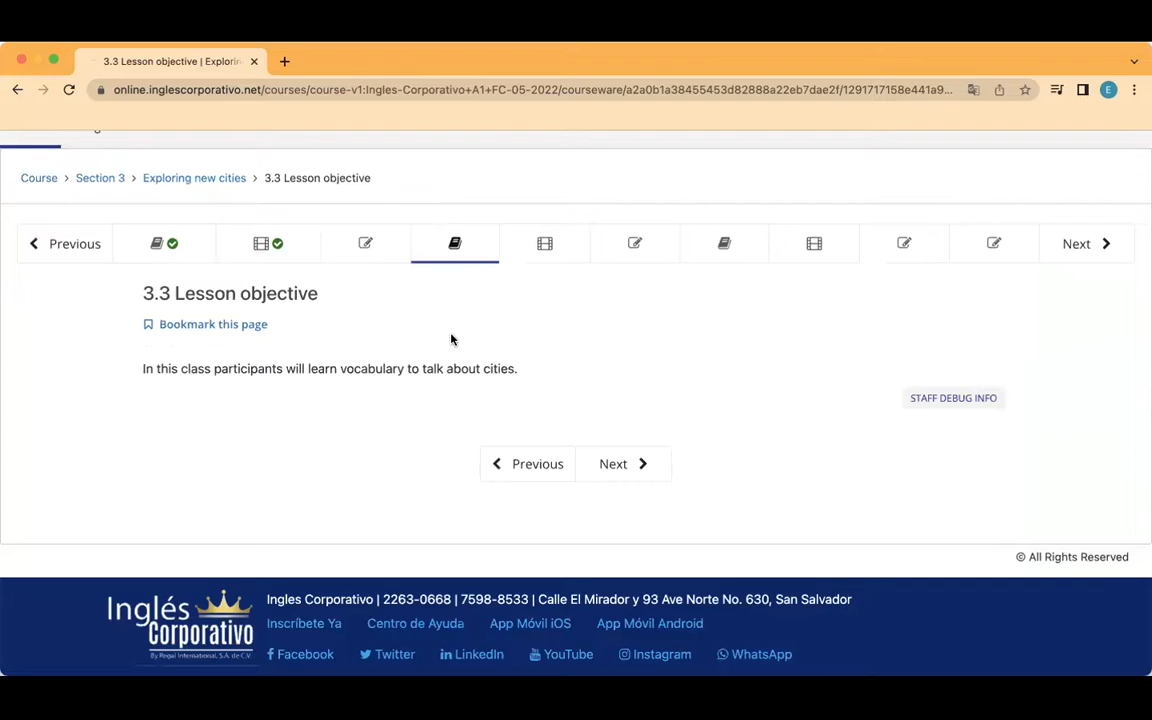 3.3 Lesson objective | Explorin
online.inglescorporativo.net/courses/course-v1:Ingles-Corporativo+A1+FC-05-2022/courseware/a2a0b1a38455453d82888a22eb7dae2f/1291717158e441a9...
E
Course > Section 3 > Exploring new cities > 3.3 Lesson objective
Previous
Next
3.3 Lesson objective
Bookmark this page
In this class participants will learn vocabulary to talk about cities.
STAFF DEBUG INFO
Previous
Next
© All Rights Reserved
Inglés
Corporativo
By Regal International, S.A. de C.V.
Ingles Corporativo | 2263-0668 | 7598-8533 | Calle El Mirador y 93 Ave Norte No. 630, San Salvador
Inscríbete Ya
Centro de Ayuda
App Móvil iOS
App Móvil Android
Facebook
Twitter
LinkedIn
YouTube
Instagram
WhatsApp